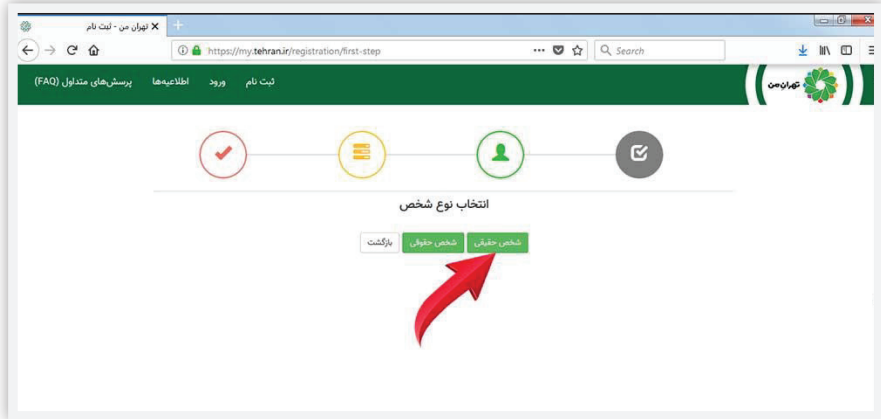 تهران من - ثبت نام
https://my.tehran.ir/registration/first-step
Search
تهران من
ثبت نام ورود اطلاعیه‌ها پرسش‌های متداول (FAQ)
انتخاب نوع شخص
شخص حقیقی شخص حقوقی بازگشت